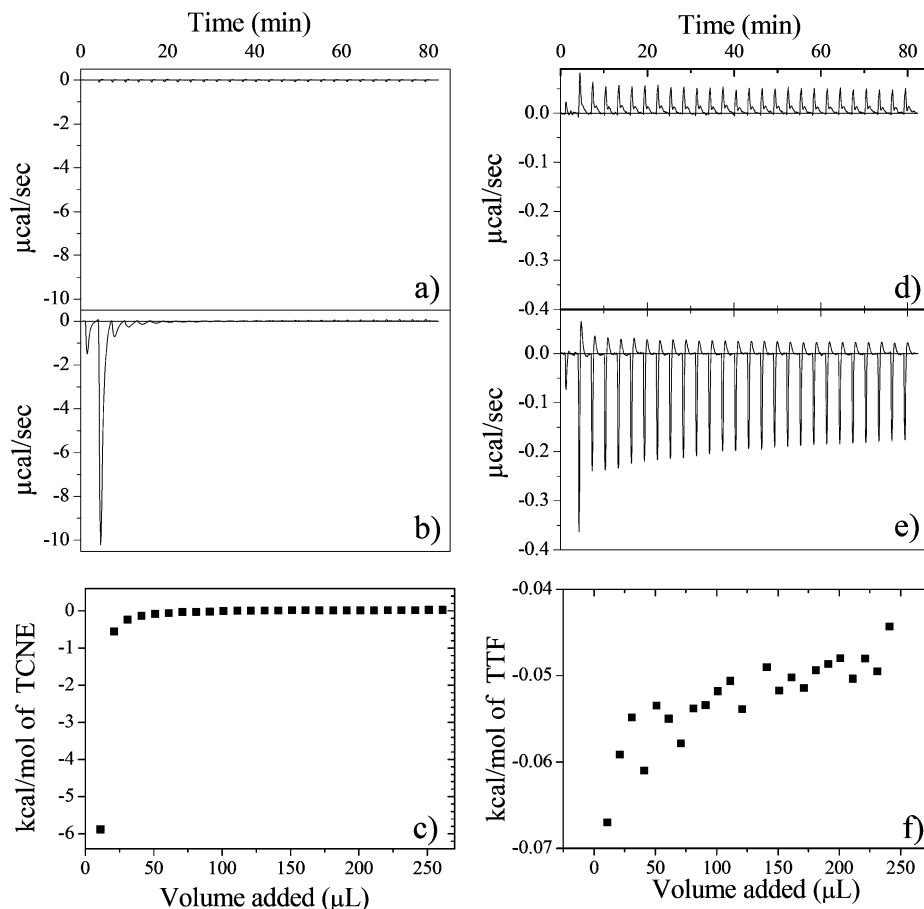 Time (min)
0 20 40 60 80
0
-2
-4
-6
-8
-10
µcal/sec
a)
0
-2
-4
-6
-8
-10
µcal/sec
b)
0
-1
-2
-3
-4
-5
-6
kcal/mol of TCNE
c)
0 50 100 150 200 250
Volume added (µL)
Time (min)
0 20 40 60 80
0.0
-0.1
-0.2
-0.3
-0.4
µcal/sec
d)
0.0
-0.1
-0.2
-0.3
-0.4
µcal/sec
e)
-0.04
-0.05
-0.06
-0.07
kcal/mol of TTF
f)
0 50 100 150 200 250
Volume added (µL)